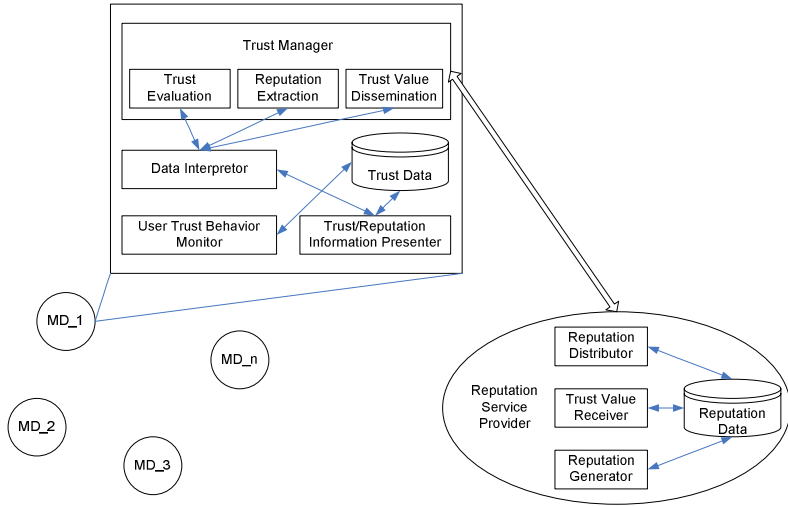 Trust Manager
Trust
Evaluation
Reputation
Extraction
Trust Value
Dissemination
Data Interpretor
Trust Data
User Trust Behavior
Monitor
Trust/Reputation
Information Presenter
MD_1
MD_n
MD_2
MD_3
Reputation
Service
Provider
Reputation
Distributor
Trust Value
Receiver
Reputation
Generator
Reputation
Data